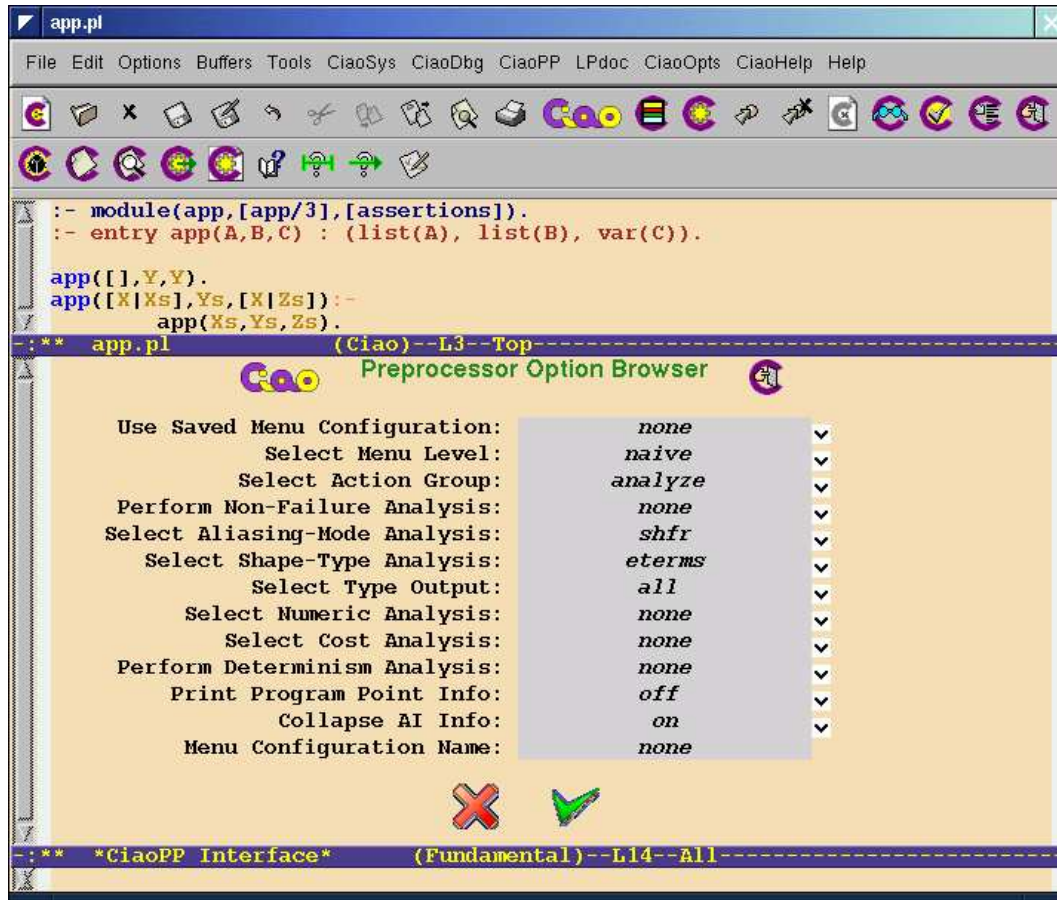 app.pl
File Edit Options Buffers Tools CiaoSys CiaoDbg CiaoPP LPdoc CiaoOpts CiaoHelp Help
Ciao
:- module(app,[app/3],[assertions]).
:- entry app(A,B,C) : (list(A), list(B), var(C)).
app([],Y,Y).
app([X|Xs],Ys,[X|Zs]):-
app(Xs,Ys,Zs).
-:** app.pl (Ciao)--L3--Top----------------------------------------
Ciao Preprocessor Option Browser
Use Saved Menu Configuration: none
Select Menu Level: naive
Select Action Group: analyze
Perform Non-Failure Analysis: none
Select Aliasing-Mode Analysis: shfr
Select Shape-Type Analysis: eterms
Select Type Output: all
Select Numeric Analysis: none
Select Cost Analysis: none
Perform Determinism Analysis: none
Print Program Point Info: off
Collapse AI Info: on
Menu Configuration Name: none
-:** *CiaoPP Interface* (Fundamental)--L14--All--------------------------